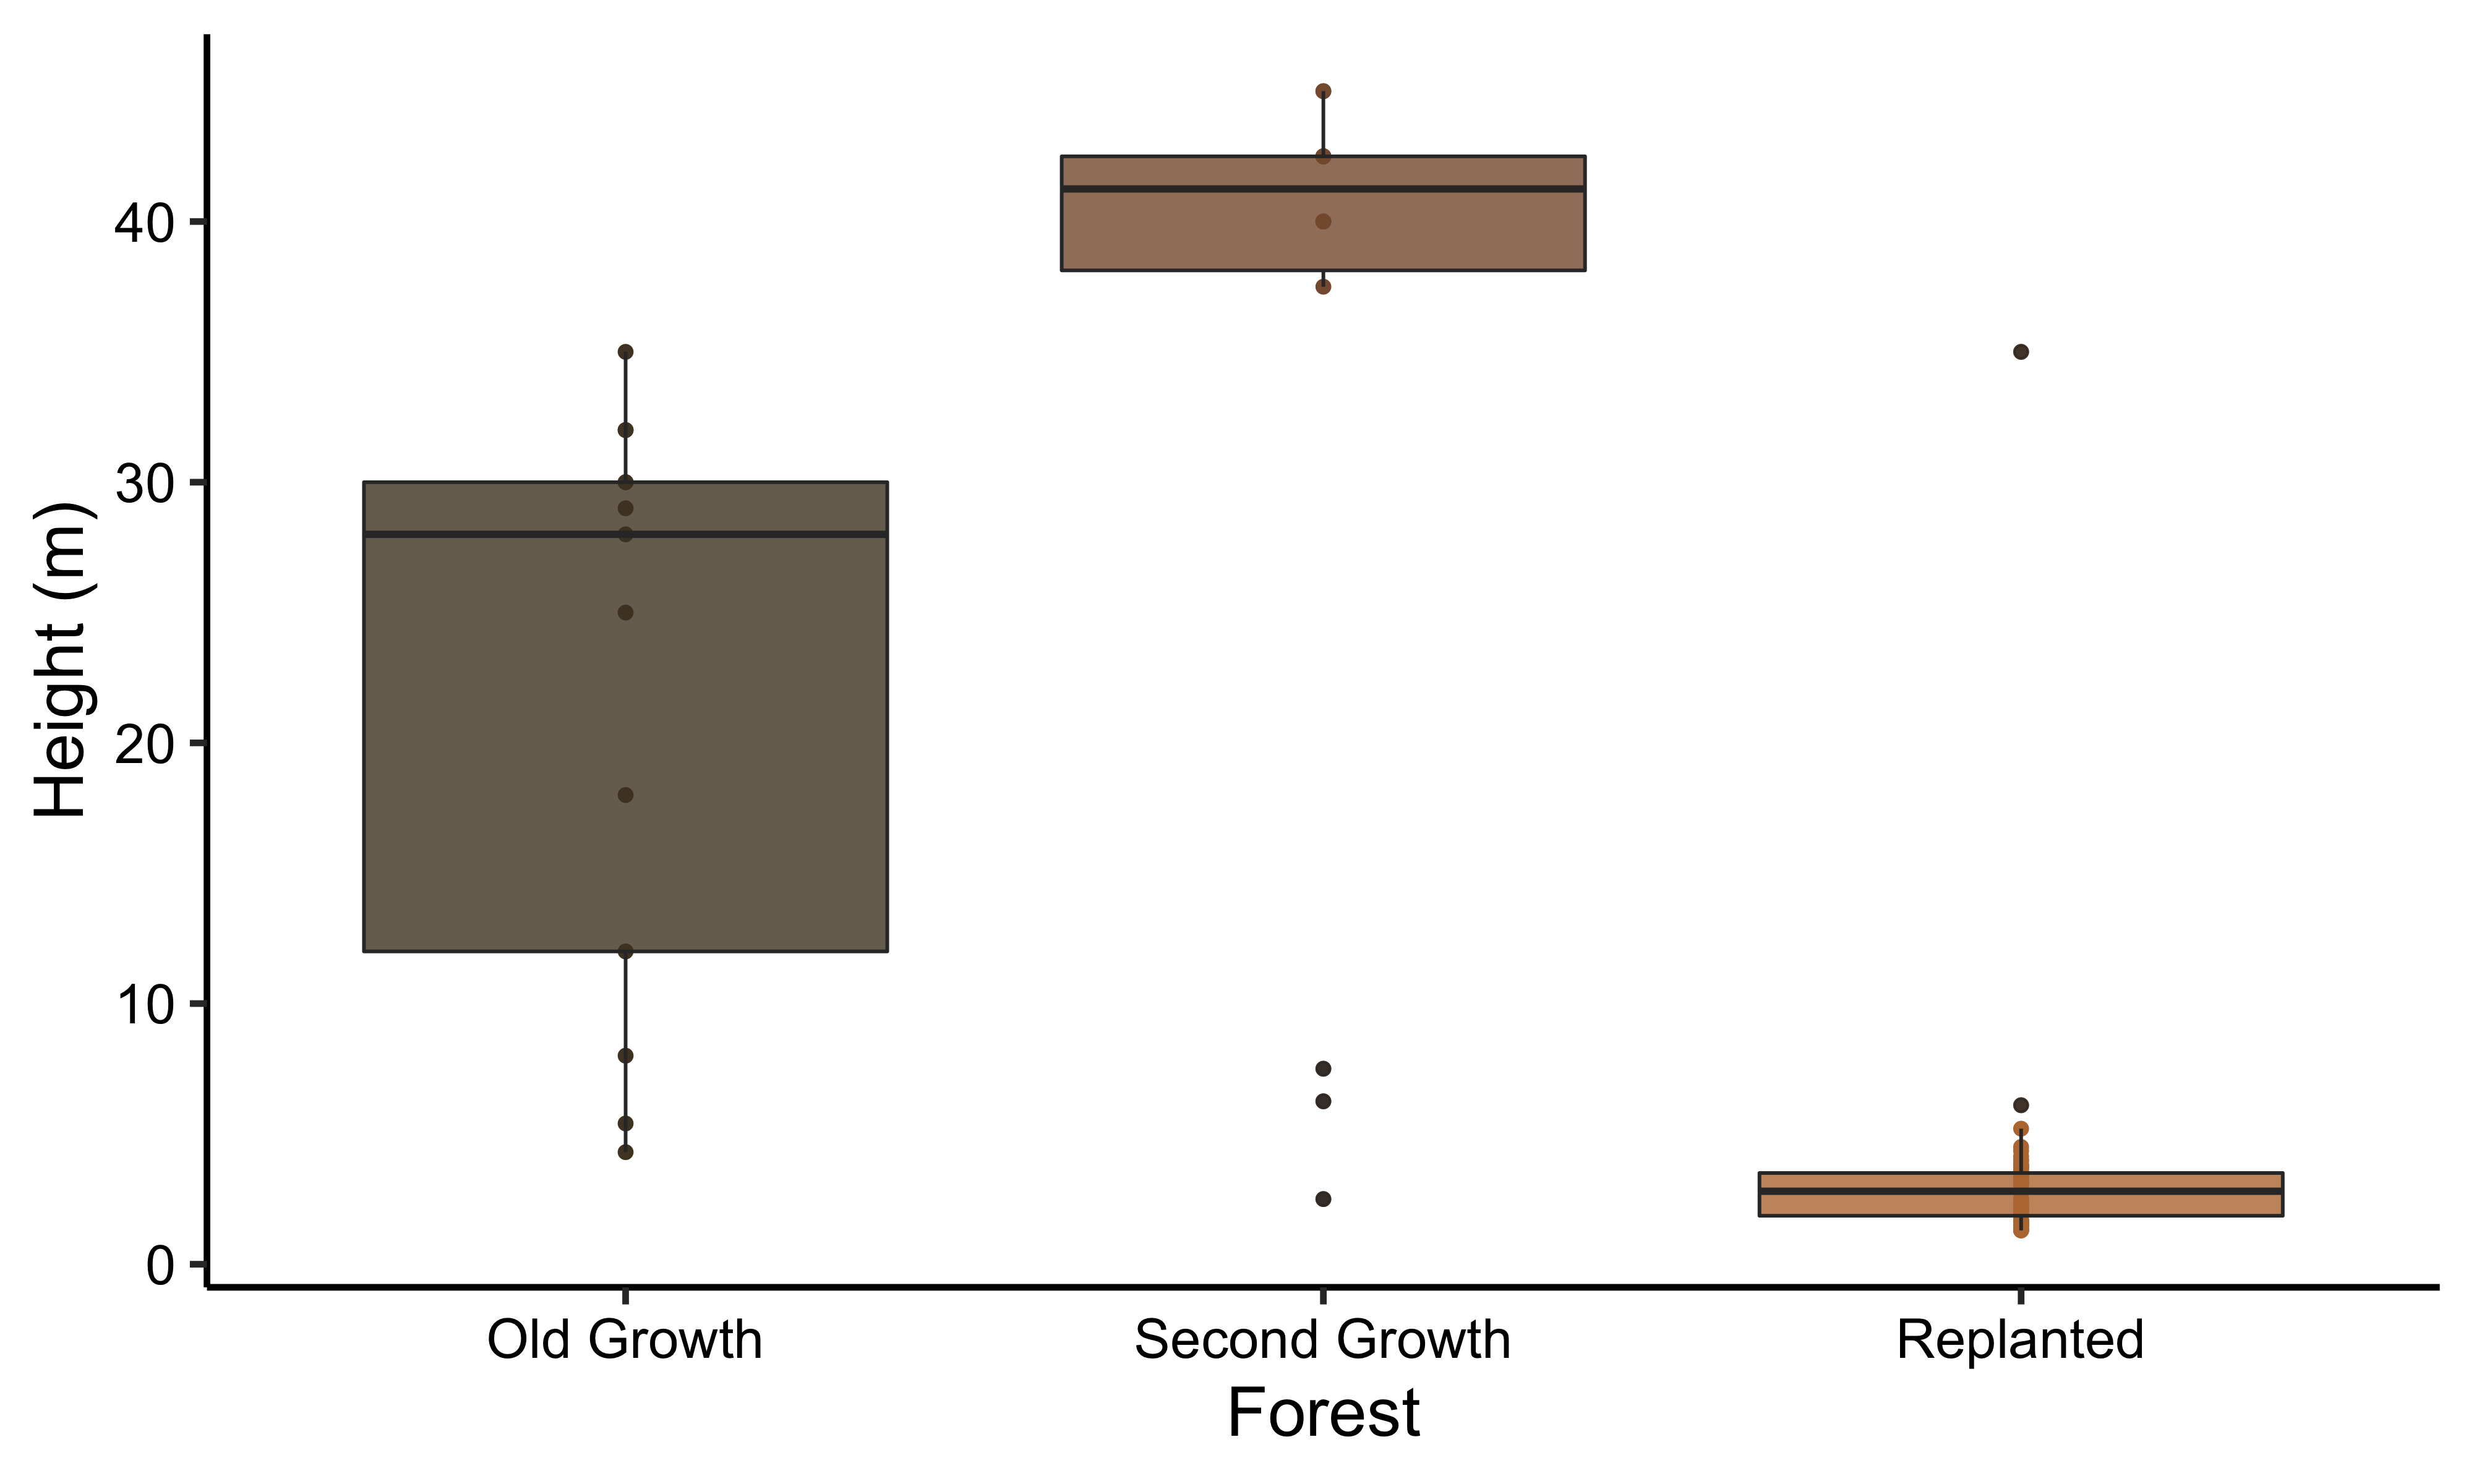 Height (m)
40
30
20
10
0
Old Growth
Second Growth
Replanted
Forest